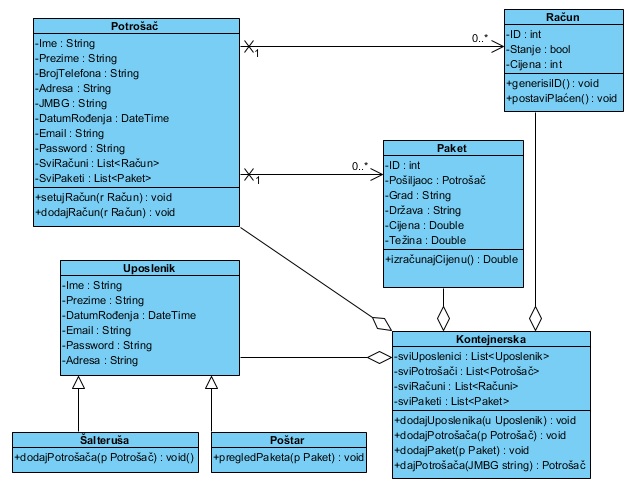 Potrošač
-Ime : String
-Prezime : String
-BrojTelefona : String
-Adresa : String
-JMBG : String
-DatumRođenja : DateTime
-Email : String
-Password : String
-SviRačuni : List<Račun>
-SviPaketi : List<Paket>
+setujRačun(r Račun) : void
+dodajRačun(r Račun) : void
1
0..*
Račun
-ID : int
-Stanje : bool
-Cijena : int
+generisiID() : void
+postaviPlaćen() : void
1
0..*
Paket
-ID : int
-Pošiljaoc : Potrošač
-Grad : String
-Država : String
-Cijena : Double
-Težina : Double
+izračunajCijenu() : Double
Uposlenik
-Ime : String
-Prezime : String
-DatumRođenja : DateTime
-Email : String
-Password : String
-Adresa : String
Kontejnerska
-sviUposlenici : List<Uposlenik>
-sviPotrošači : List<Potrošač>
-sviRačuni : List<Računi>
-sviPaketi : List<Paket>
+dodajUposlenika(u Uposlenik) : void
+dodajPotrošača(p Potrošač) : void
+dodajPaket(p Paket) : void
+dajPotrošača(JMBG string) : Potrošač
Šalteruša
+dodajPotrošača(p Potrošač) : void()
Poštar
+pregledPaketa(p Paket) : void